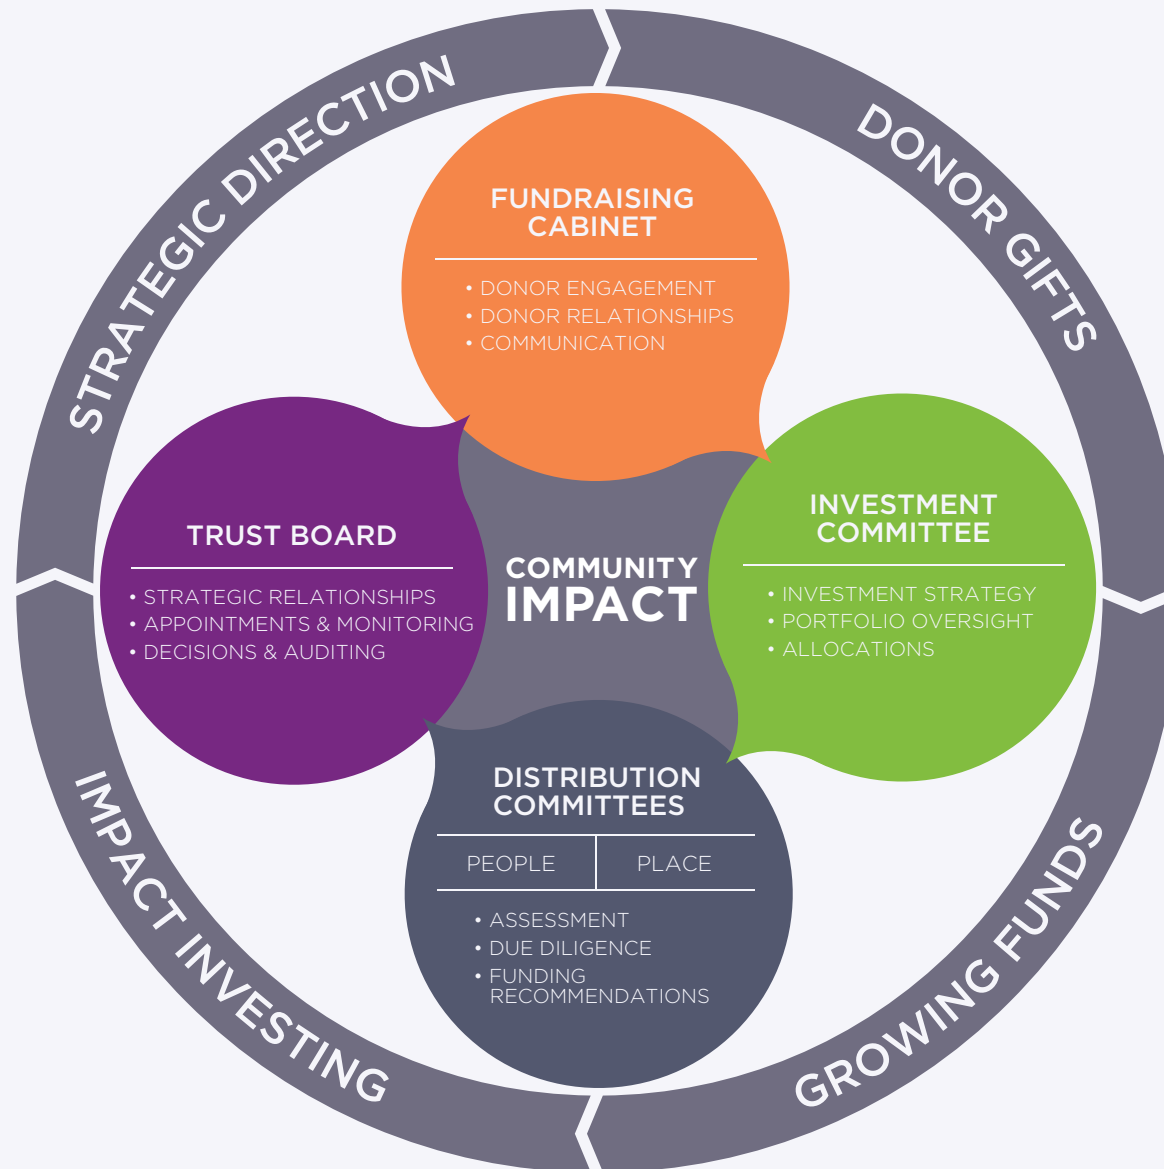 STRATEGIC DIRECTION
DONOR GIFTS
FUNDRAISING
CABINET
• DONOR ENGAGEMENT
• DONOR RELATIONSHIPS
• COMMUNICATION
TRUST BOARD
• STRATEGIC RELATIONSHIPS
• APPOINTMENTS & MONITORING
• DECISIONS & AUDITING
COMMUNITY
IMPACT
INVESTMENT
COMMITTEE
• INVESTMENT STRATEGY
• PORTFOLIO OVERSIGHT
• ALLOCATIONS
DISTRIBUTION
COMMITTEES
PEOPLE
PLACE
• ASSESSMENT
• DUE DILIGENCE
• FUNDING
RECOMMENDATIONS
IMPACT INVESTING
GROWING FUNDS